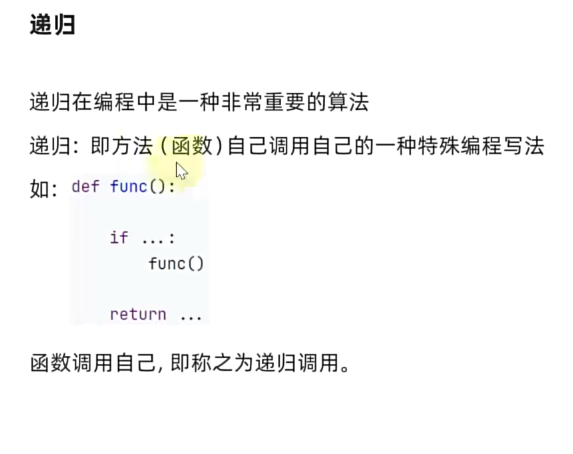 递归
递归在编程中是一种非常重要的算法
递归：即方法(函数)自己调用自己的一种特殊编程写法
如：def func():
if ...:
func()
return ...
函数调用自己，即称之为递归调用。